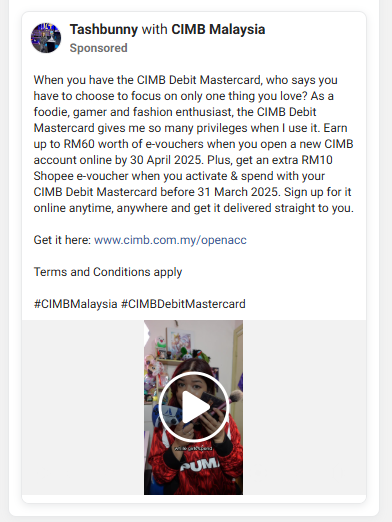 Tashbunny with CIMB Malaysia
Sponsored
When you have the CIMB Debit Mastercard, who says you
have to choose to focus on only one thing you love? As a
foodie, gamer and fashion enthusiast, the CIMB Debit
Mastercard gives me so many privileges when I use it. Earn
up to RM60 worth of e-vouchers when you open a new CIMB
account online by 30 April 2025. Plus, get an extra RM10
Shopee e-voucher when you activate & spend with your
CIMB Debit Mastercard before 31 March 2025. Sign up for it
online anytime, anywhere and get it delivered straight to you.
Get it here: www.cimb.com.my/openacc
Terms and Conditions apply
#CIMBMalaysia #CIMBDebitMastercard
PUM